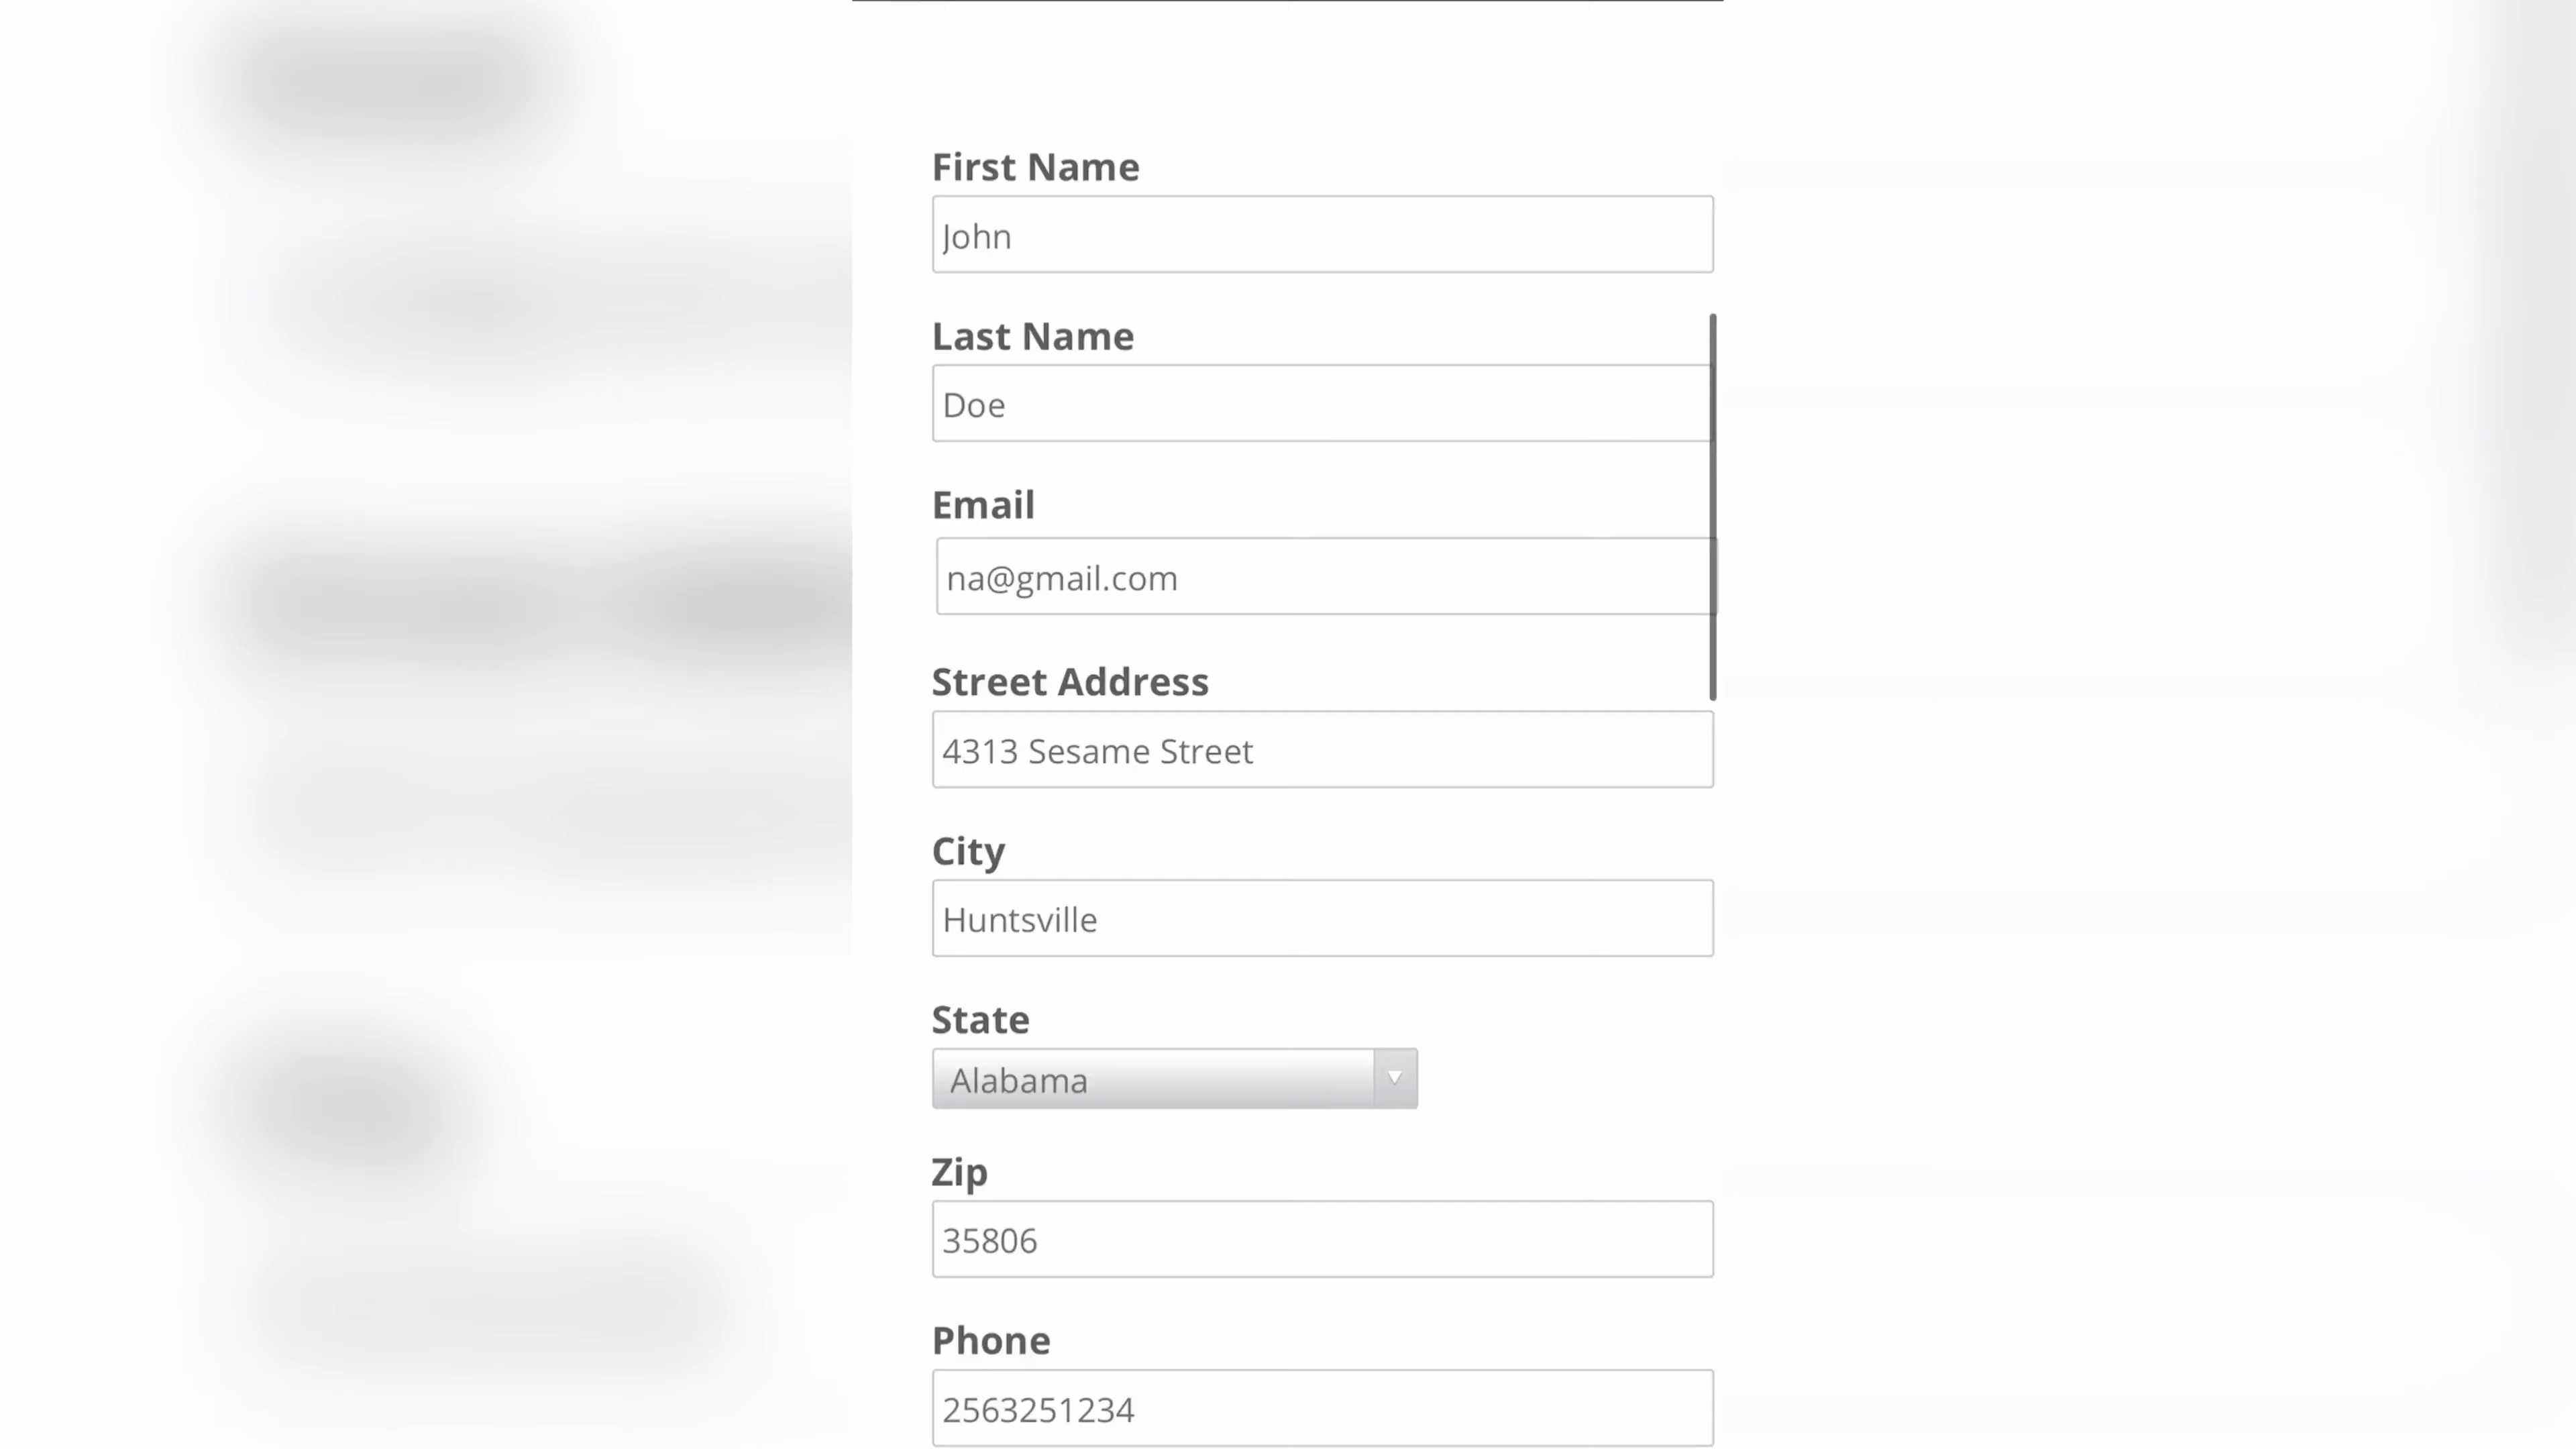 First Name
John
Last Name
Doe
Email
na@gmail.com
Street Address
4313 Sesame Street
City
Huntsville
State
Alabama
Zip
35806
Phone
2563251234